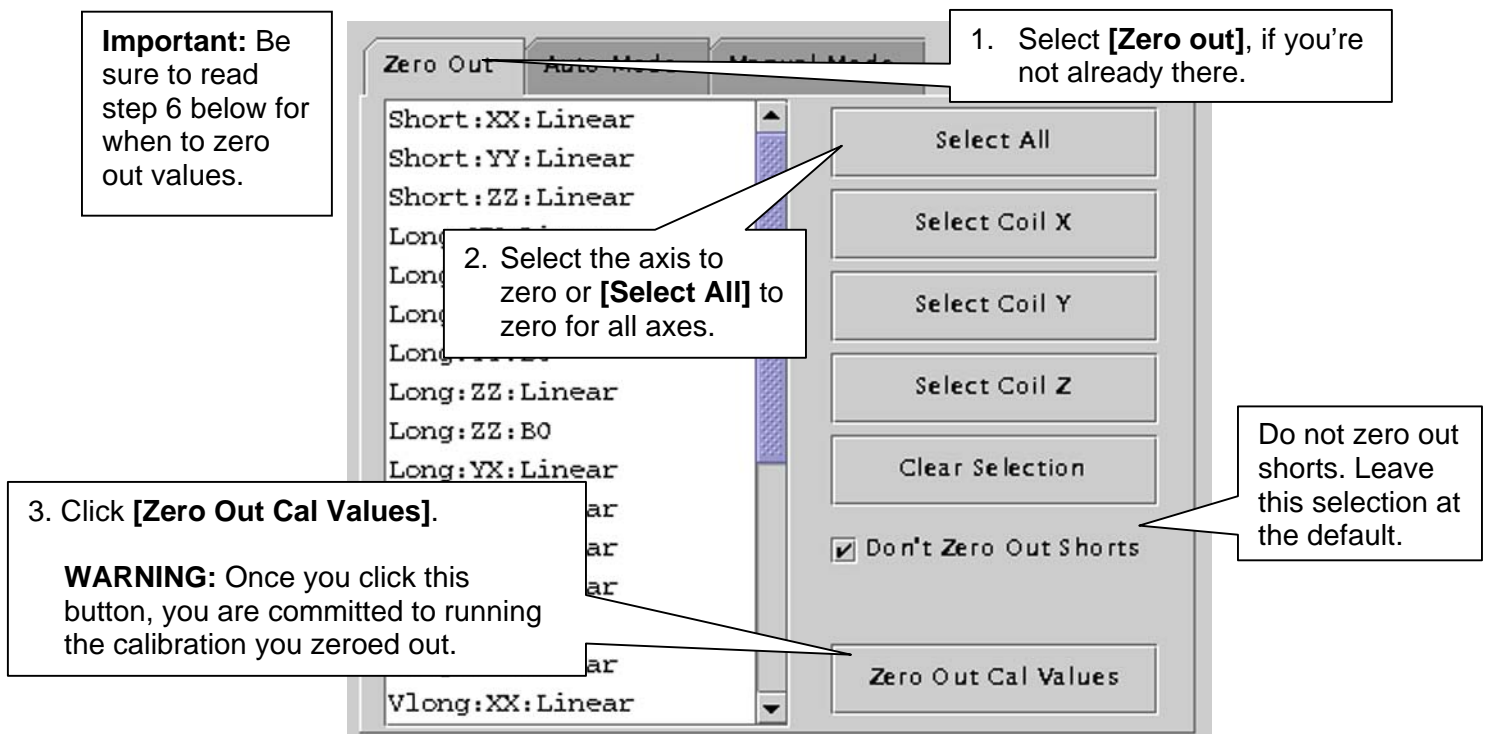 Important: Be
sure to read
step 6 below for
when to zero
out values.
1. Select [Zero out], if you're
not already there.
Zero Out
Short:XX:Linear
Short:YY:Linear
Short:ZZ:Linear
Long
2. Select the axis to
zero or [Select All] to
zero for all axes.
Long:ZZ:Linear
Long:ZZ:B0
Long:YX:Linear
ar
ar
ar
ar
Vlong:XX:Linear
Select All
Select Coil X
Select Coil Y
Select Coil Z
Clear Selection
Don't Zero Out Shorts
Zero Out Cal Values
Do not zero out
shorts. Leave
this selection at
the default.
3. Click [Zero Out Cal Values].
WARNING: Once you click this
button, you are committed to running
the calibration you zeroed out.